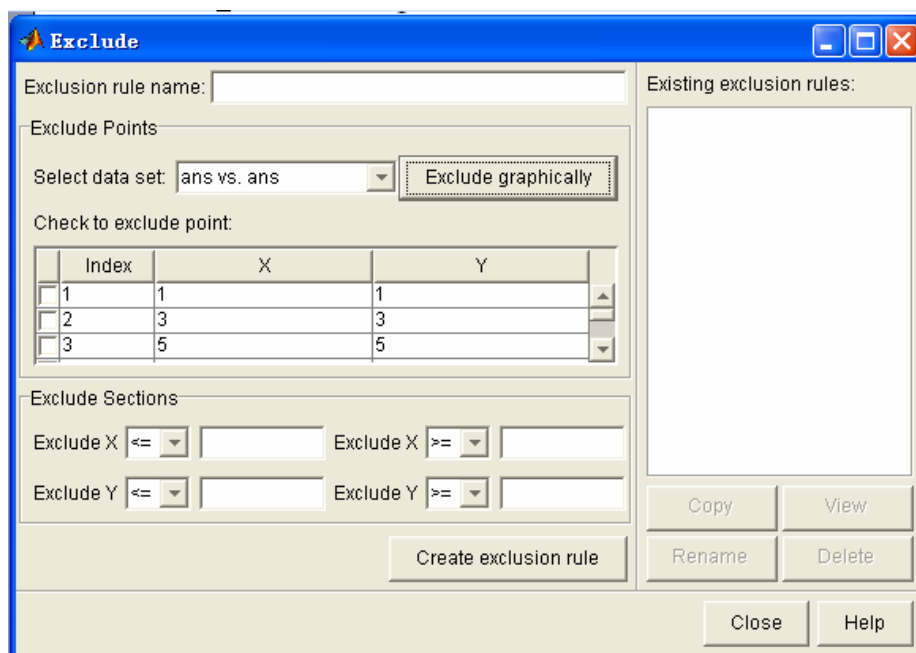 Exclude
Exclusion rule name:
Exclude Points
Select data set: ans vs. ans Exclude graphically
Check to exclude point:
Index X Y
1 1 1
2 3 3
3 5 5
Exclude Sections
Exclude X <= Exclude X >=
Exclude Y <= Exclude Y >=
Create exclusion rule
Existing exclusion rules:
Copy View
Rename Delete
Close Help